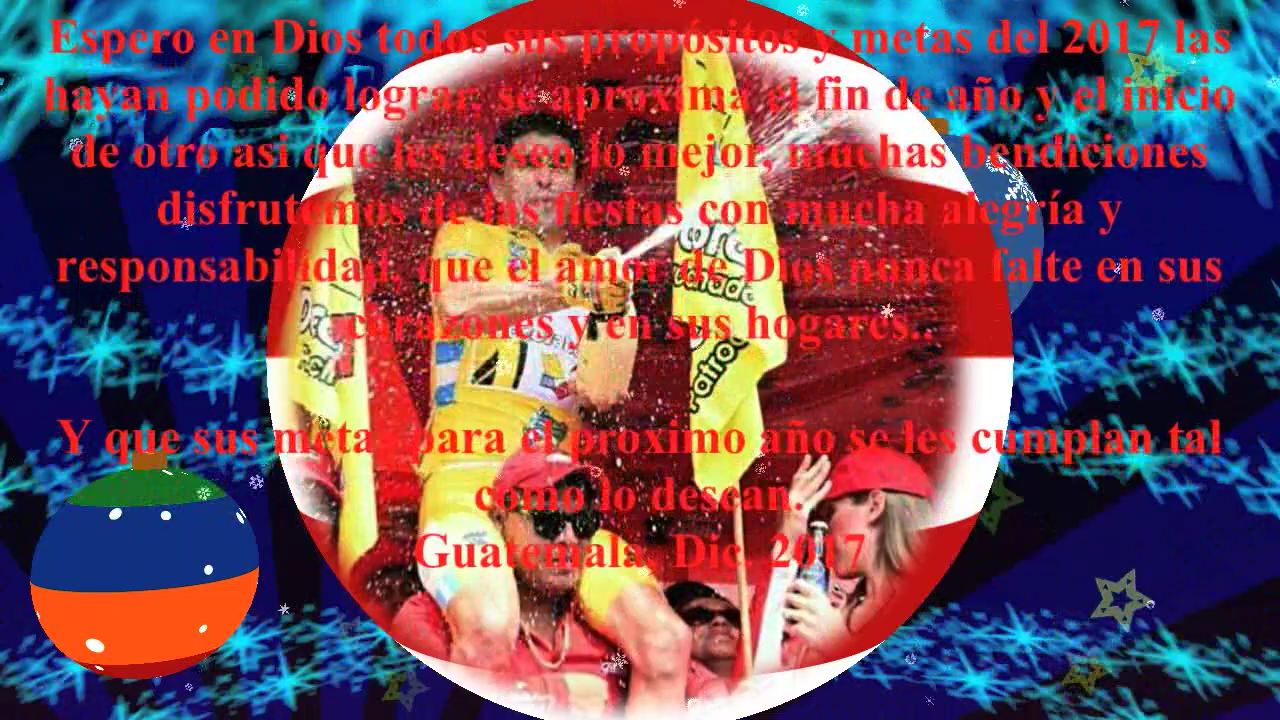 Espero en Dios todos sus propósitos y metas del 2017 las
hayan podido lograr, se aproxima el fin de año y el inicio
de otro asi que les deseo lo mejor, muchas bendiciones
disfrutemos de las fiestas con mucha alegría y
responsabilidad, que el amor de Dios nunca falte en sus
corazones y en sus hogares..
Y que sus metas para el proximo año se les cumplan tal
como lo desean.
Guatemala, Dic. 2017